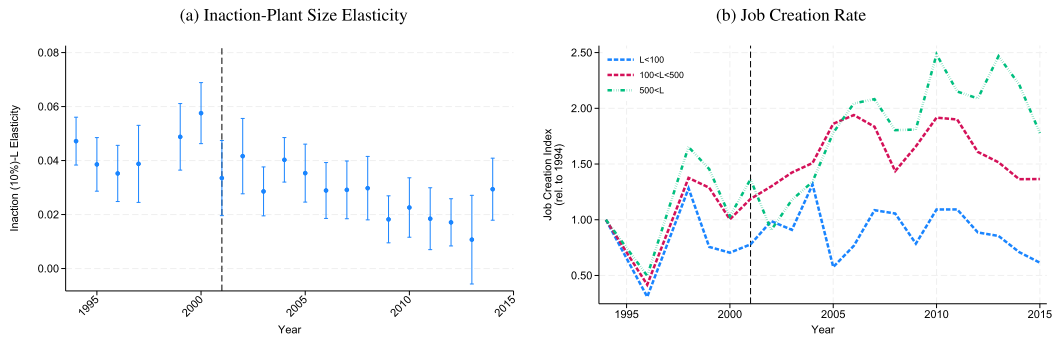 (a) Inaction-Plant Size Elasticity
Inaction (10%)-L Elasticity
0.08
0.06
0.04
0.02
0.00
1995
2000
2005
2010
2015
Year
(b) Job Creation Rate
Job Creation Index
(rel. to 1994)
2.50
2.00
1.50
1.00
0.50
L<100
100<L<500
500<L
1995
2000
2005
2010
2015
Year